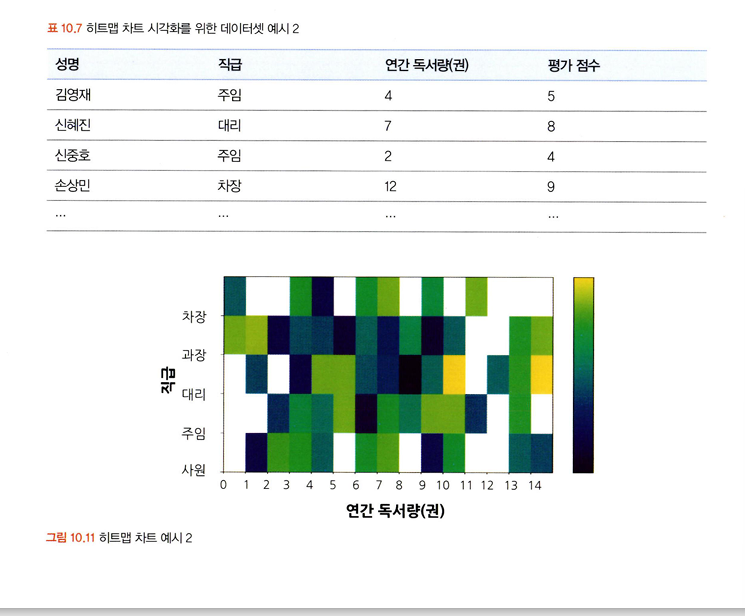 표 10.7 히트맵 차트 시각화를 위한 데이터셋 예시 2
성명 직급 연간 독서량(권) 평가 점수
김영재 주임 4 5
신혜진 대리 7 8
신중호 주임 2 4
손상민 차장 12 9
... ... ... ...
차장
과장
대리
주임
사원
직급
0 1 2 3 4 5 6 7 8 9 10 11 12 13 14
연간 독서량(권)
그림 10.11 히트맵 차트 예시 2